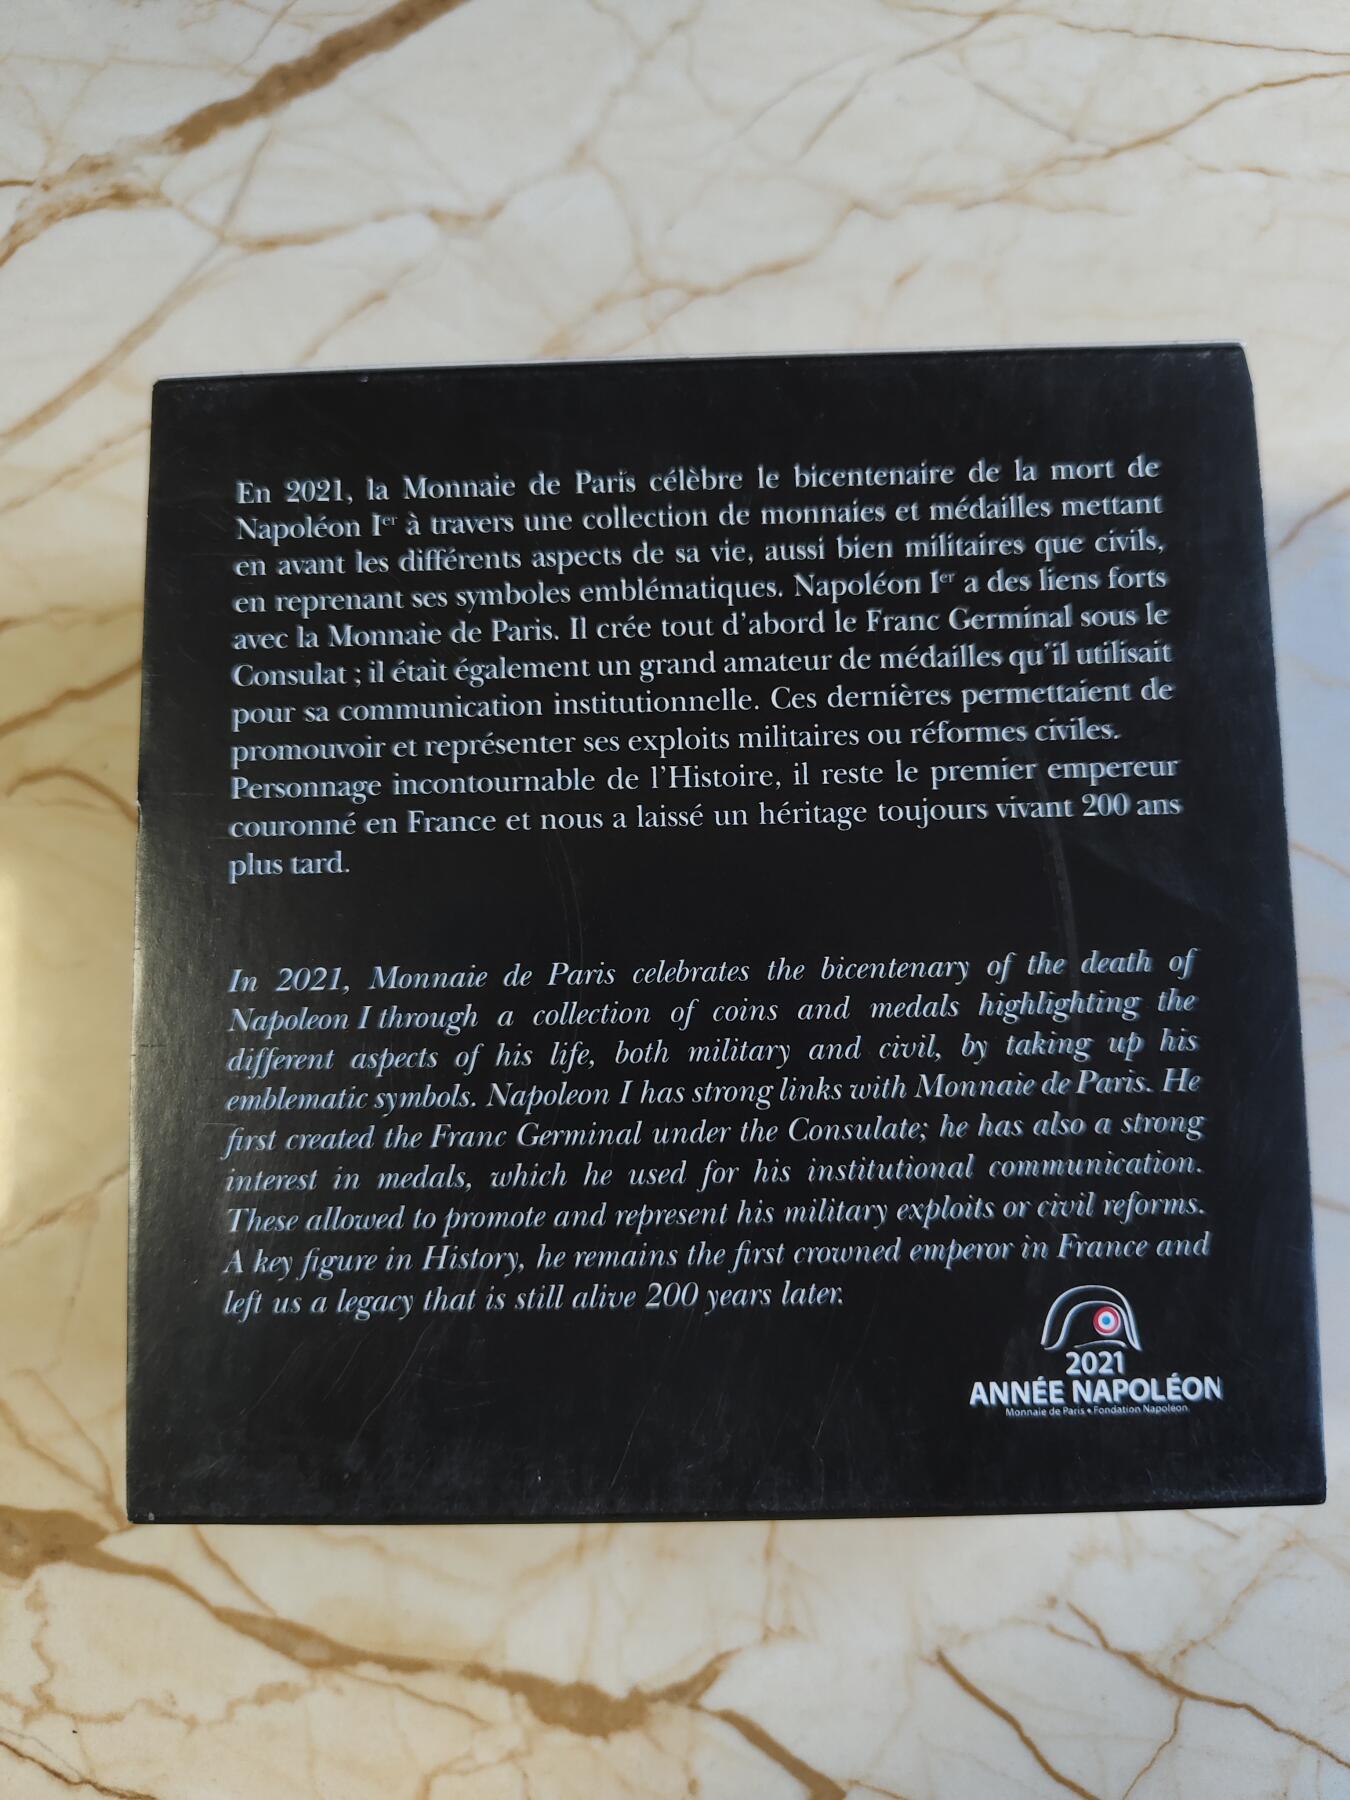 En 2021, la Monnaie de Paris célèbre le bicentenaire de la mort de
Napoléon Ier à travers une collection de monnaies et médailles mettant
en avant les différents aspects de sa vie, aussi bien militaires que civils,
en reprenant ses symboles emblématiques. Napoléon Ier a des liens forts
avec la Monnaie de Paris. Il crée tout d'abord le Franc Germinal sous le
Consulat ; il était également un grand amateur de médailles qu'il utilisait
pour sa communication institutionnelle. Ces dernières permettaient de
promouvoir et représenter ses exploits militaires ou réformes civiles.
Personnage incontournable de l'Histoire, il reste le premier empereur
couronné en France et nous a laissé un héritage toujours vivant 200 ans
plus tard.
In 2021, Monnaie de Paris celebrates the bicentenary of the death of
Napoleon I through a collection of coins and medals highlighting the
different aspects of his life, both military and civil, by taking up his
emblematic symbols. Napoleon I has strong links with Monnaie de Paris. He
first created the Franc Germinal under the Consulate; he has also a strong
interest in medals, which he used for his institutional communication.
These allowed to promote and represent his military exploits or civil reforms.
A key figure in History, he remains the first crowned emperor in France and
left us a legacy that is still alive 200 years later.
2021
ANNÉE NAPOLÉON
Monnaie de Paris • Fondation Napoléon